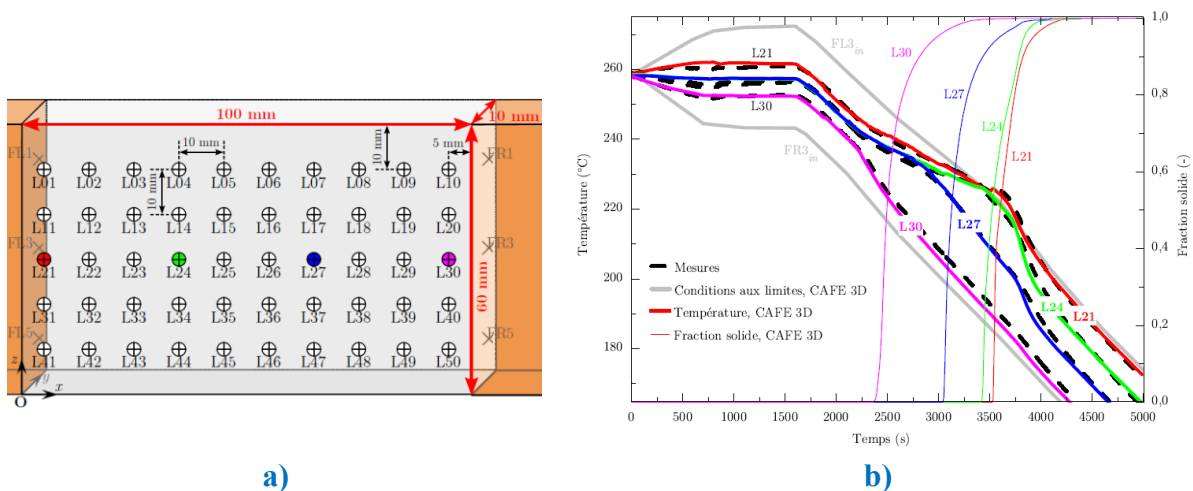 100 mm
10 mm
10 mm
5 mm
10 mm
10 mm
60 mm
FL1
FR1
L01 L02 L03 L04 L05 L06 L07 L08 L09 L10
L11 L12 L13 L14 L15 L16 L17 L18 L19 L20
FL3
FR3
L21 L22 L23 L24 L25 L26 L27 L28 L29 L30
L31 L32 L33 L34 L35 L36 L37 L38 L39 L40
FL5
FR5
L41 L42 L43 L44 L45 L46 L47 L48 L49 L50
z
y
x
O
a)
Température (°C)
260
240
220
200
180
FL3in
L21
L30
FR3in
L30
L27
L24
L21
L30
L27
L24
L21
Mesures
Conditions aux limites, CAFE 3D
Température, CAFE 3D
Fraction solide, CAFE 3D
1,0
0,8
0,6
0,4
0,2
0,0
Fraction solide (-)
0 500 1000 1500 2000 2500 3000 3500 4000 4500 5000
Temps (s)
b)